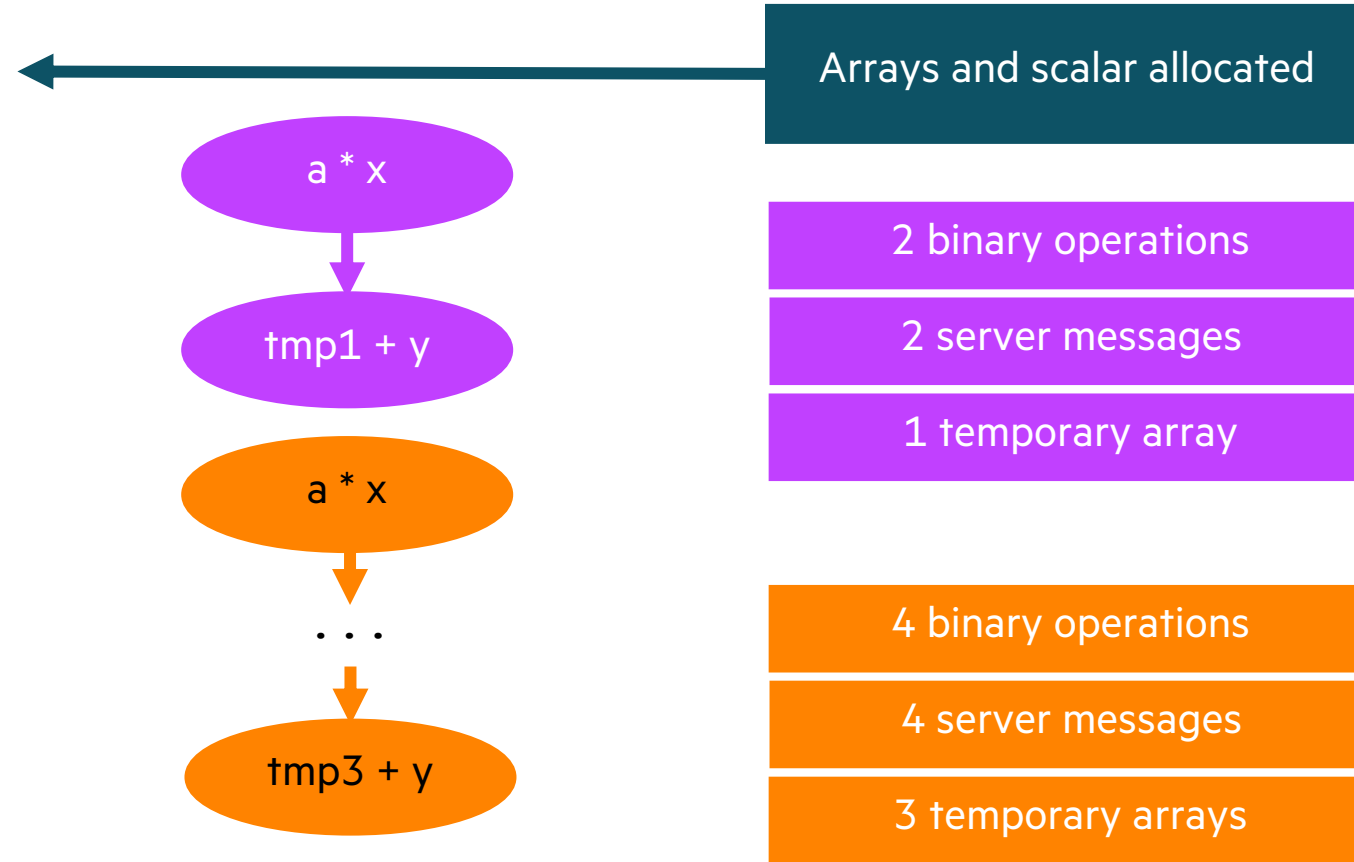 Arrays and scalar allocated
a * x
tmp1 + y
2 binary operations
2 server messages
1 temporary array
a * x
. . .
tmp3 + y
4 binary operations
4 server messages
3 temporary arrays